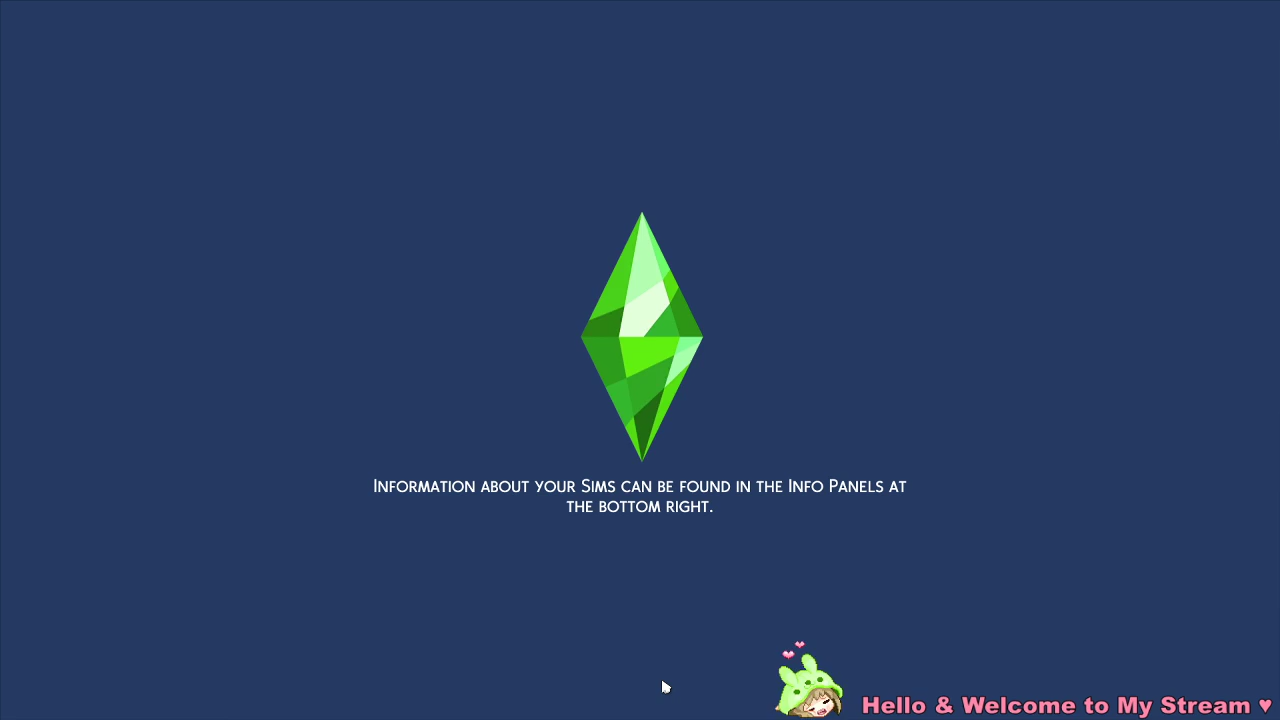 Information about your Sims can be found in the Info Panels at
the bottom right.
Hello & Welcome to My Stream ♥